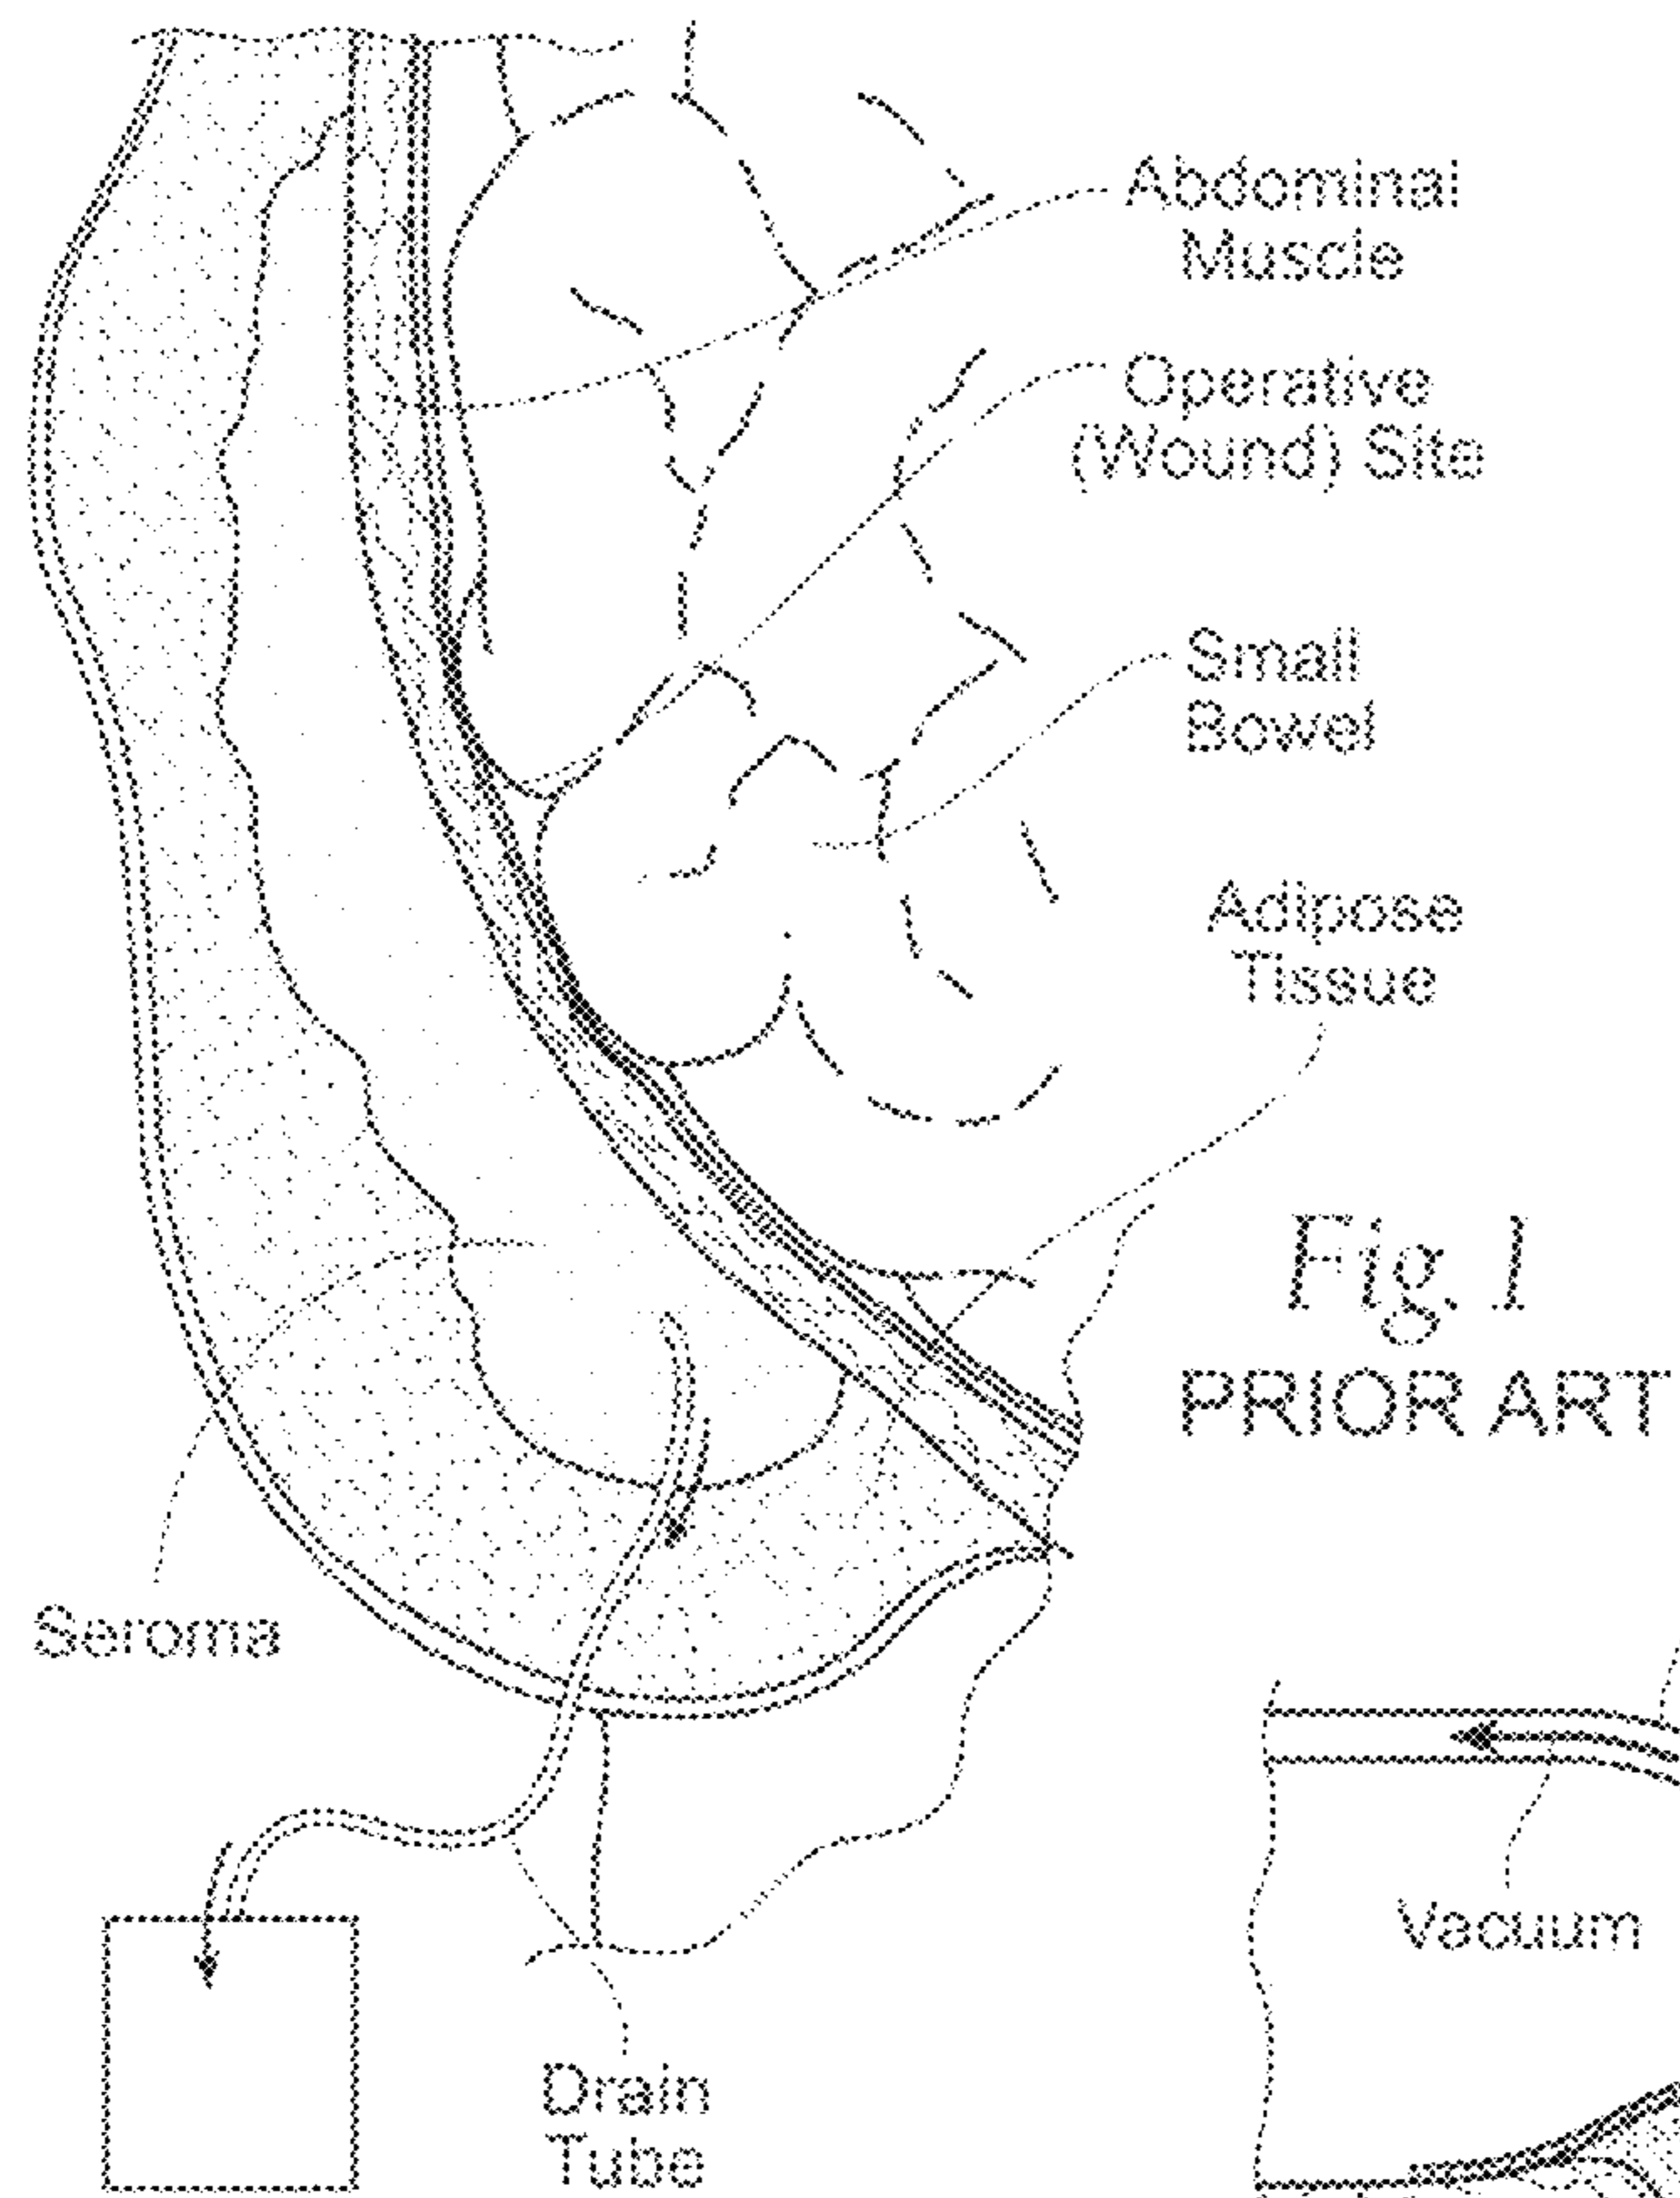 Abdominal
Muscle
Operative
(Wound) Site
Small
Bowel
Adipose
Tissue
Fig. 1
PRIOR ART
Seroma
Vacuum
Drain
Tube